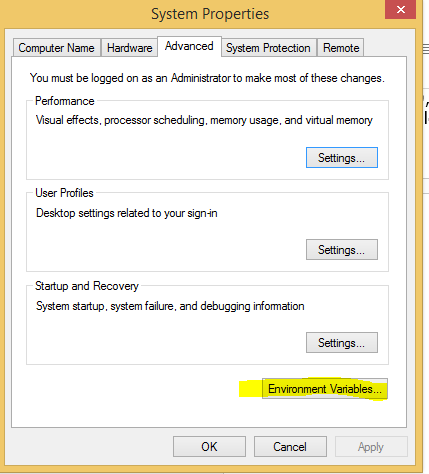 System Properties
Computer Name Hardware Advanced System Protection Remote
You must be logged on as an Administrator to make most of these changes.
Performance
Visual effects, processor scheduling, memory usage, and virtual memory
Settings...
User Profiles
Desktop settings related to your sign-in
Settings...
Startup and Recovery
System startup, system failure, and debugging information
Settings...
Environment Variables...
OK Cancel Apply